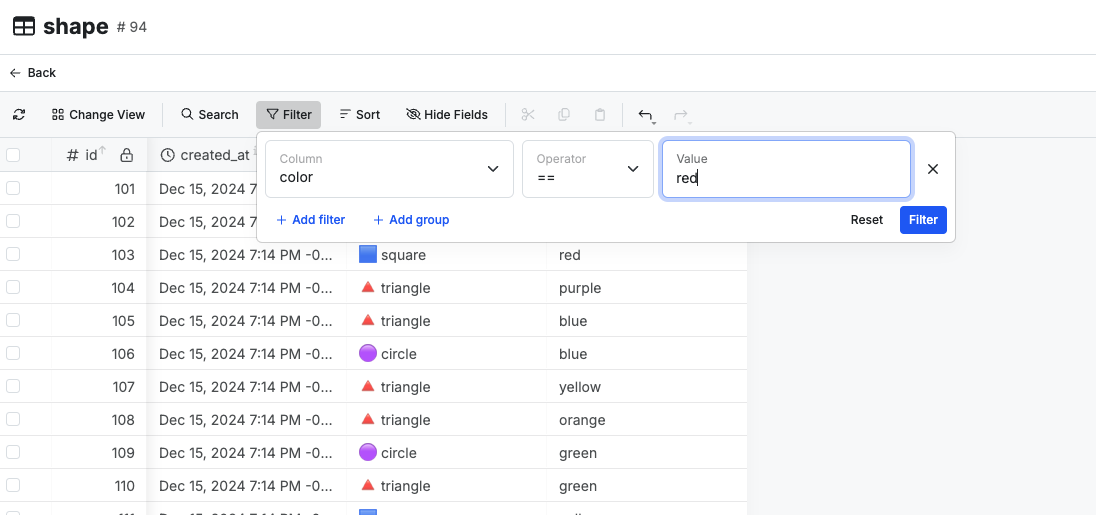 shape # 94
Back
Change View Search Filter Sort Hide Fields
# id created_at
Column Operator Value
color == red
Add filter Add group Reset Filter
101 Dec 15, 2024 7
102 Dec 15, 2024 7
103 Dec 15, 2024 7:14 PM -0... square red
104 Dec 15, 2024 7:14 PM -0... triangle purple
105 Dec 15, 2024 7:14 PM -0... triangle blue
106 Dec 15, 2024 7:14 PM -0... circle blue
107 Dec 15, 2024 7:14 PM -0... triangle yellow
108 Dec 15, 2024 7:14 PM -0... triangle orange
109 Dec 15, 2024 7:14 PM -0... circle green
110 Dec 15, 2024 7:14 PM -0... triangle green